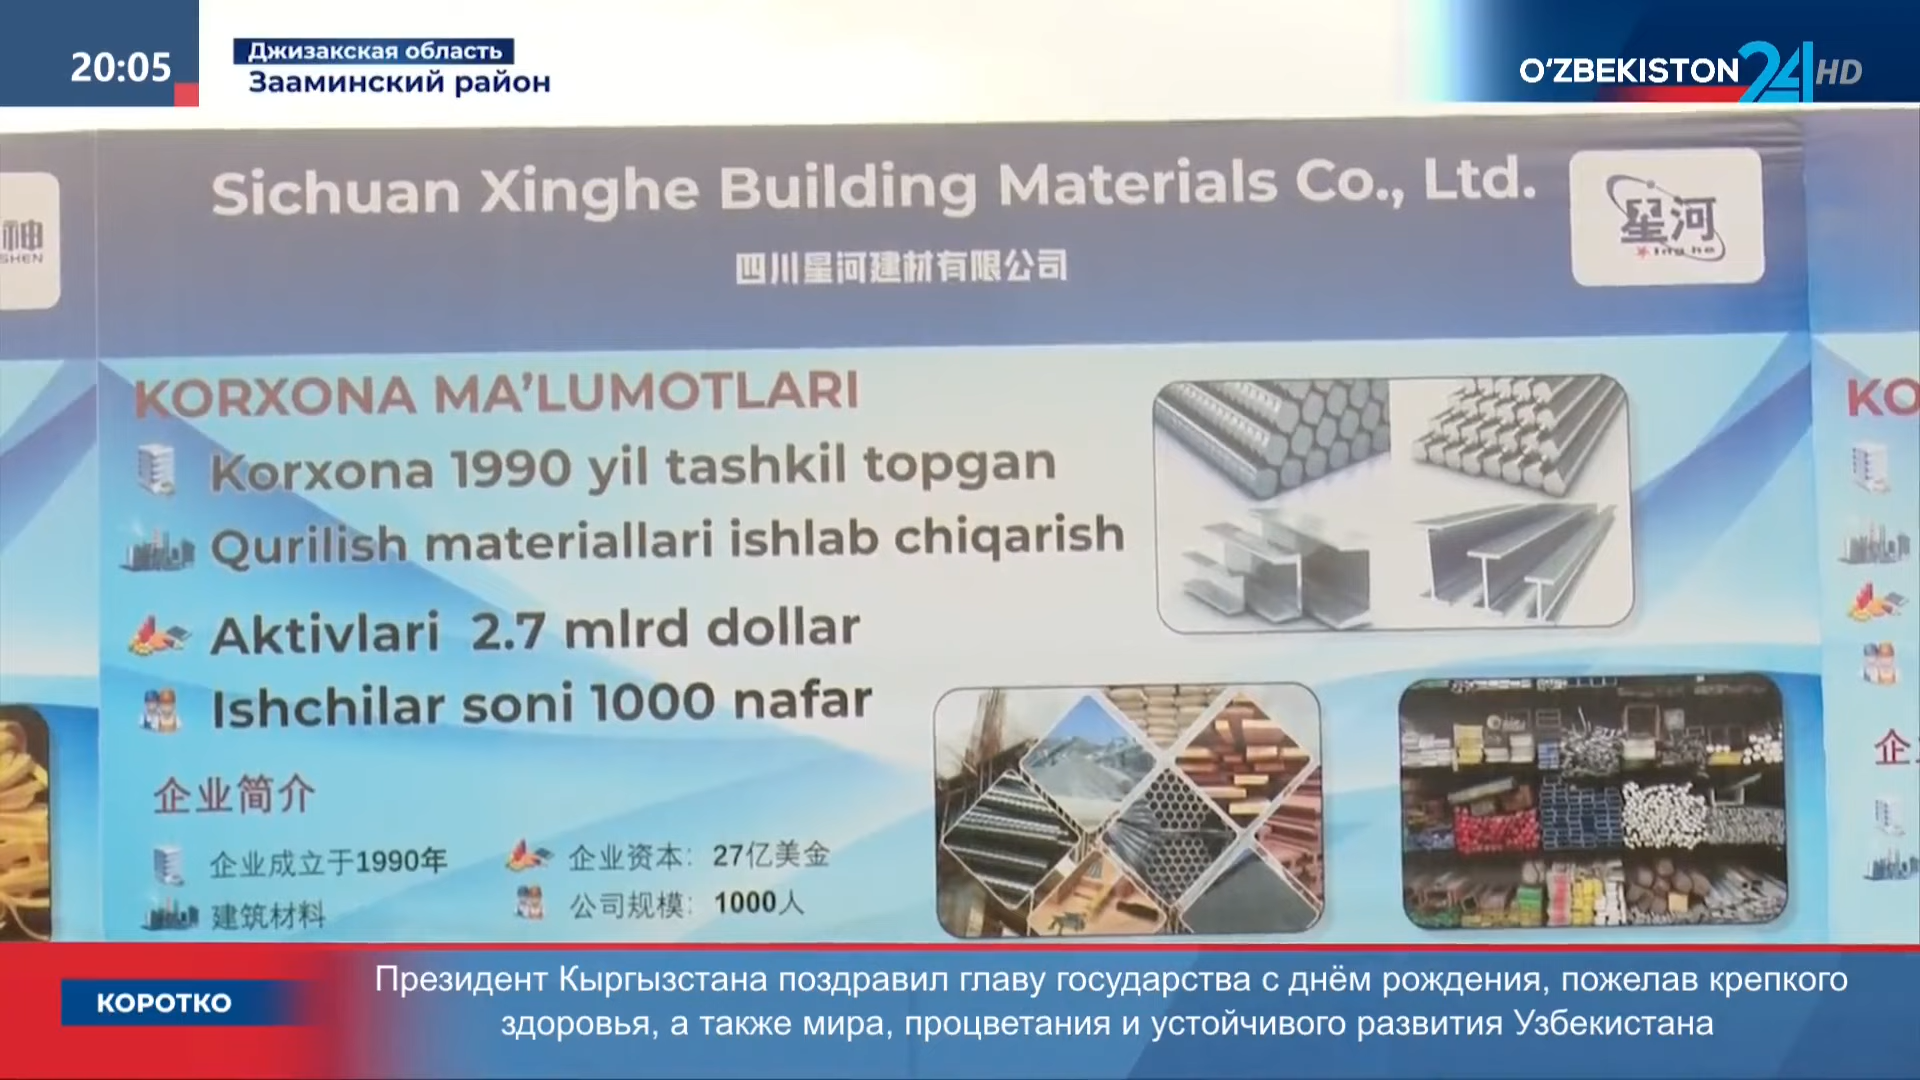 20:05
Джизакская область
Зааминский район
O‘ZBEKISTON 24 HD
Sichuan Xinghe Building Materials Co., Ltd.
四川星河建材有限公司
星河
Xing he
神
SHEN
KORXONA MA’LUMOTLARI
Korxona 1990 yil tashkil topgan
Qurilish materiallari ishlab chiqarish
Aktivlari 2.7 mlrd dollar
Ishchilar soni 1000 nafar
企业简介
企业成立于1990年
建筑材料
企业资本：27亿美金
公司规模：1000人
KO
企
КОРОТКО
Президент Кыргызстана поздравил главу государства с днём рождения, пожелав крепкого
здоровья, а также мира, процветания и устойчивого развития Узбекистана